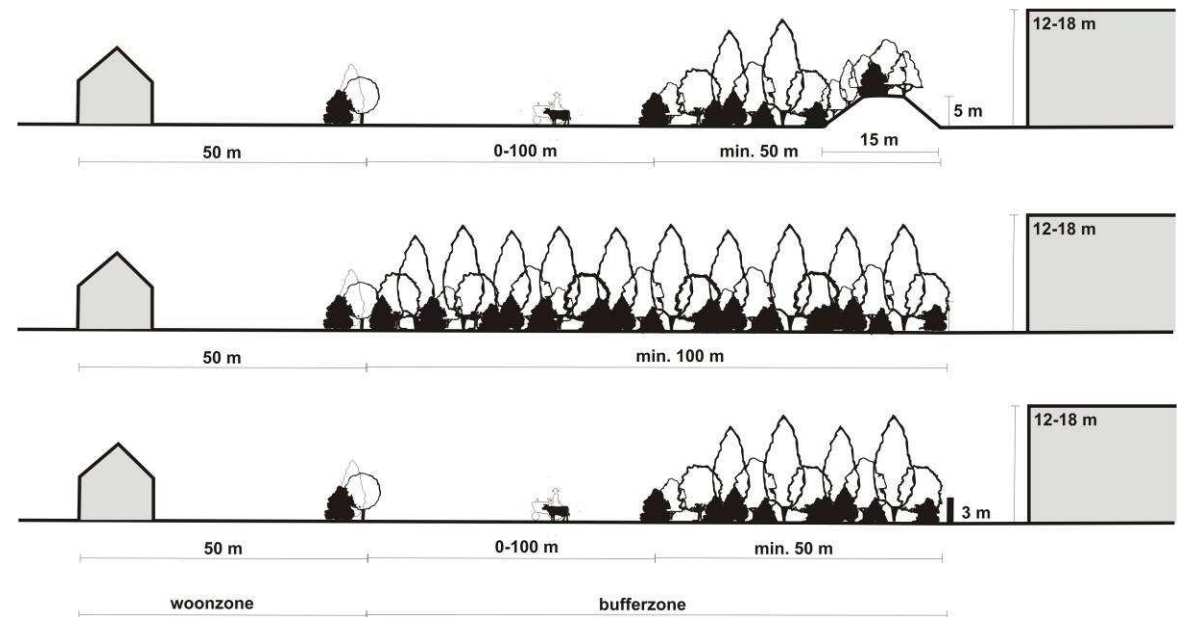 12-18 m
5 m
50 m
0-100 m
min. 50 m
15 m
12-18 m
50 m
min. 100 m
12-18 m
3 m
50 m
0-100 m
min. 50 m
woonzone
bufferzone